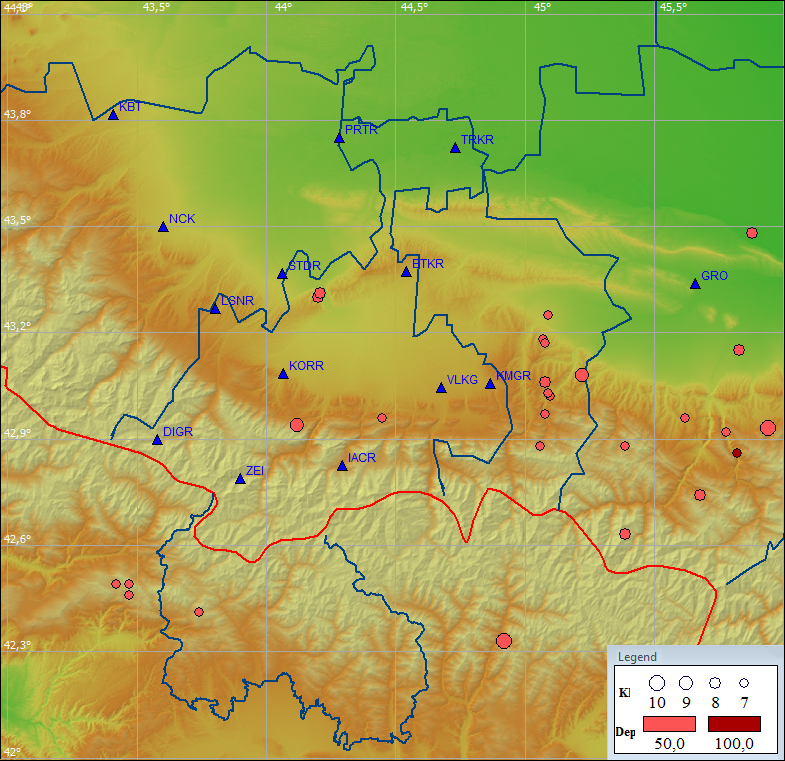 43,5°
44°
44,5°
45°
45,5°
KBT
43,8°
PRTR
TRKR
NCK
43,5°
STDR
BTKR
GRO
LSNR
43,2°
KORR
VLKG
KMGR
DIGR
42,9°
IACR
ZEI
42,6°
42,3°
42°
Legend
10 9 8 7
Dep
50,0 100,0